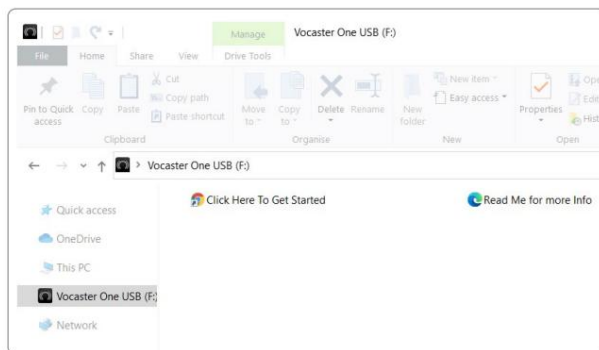 Manage
Vocaster One USB (F:)
File
Home
Share
View
Drive Tools
Pin to Quick access
Copy
Paste
Cut
Copy path
Paste shortcut
Clipboard
Move to
Copy to
Delete
Rename
Organise
New folder
New item
Easy access
New
Properties
Ope
Edit
Hist
Open
Vocaster One USB (F:)
Quick access
OneDrive
This PC
Vocaster One USB (F:)
Network
Click Here To Get Started
Read Me for more Info